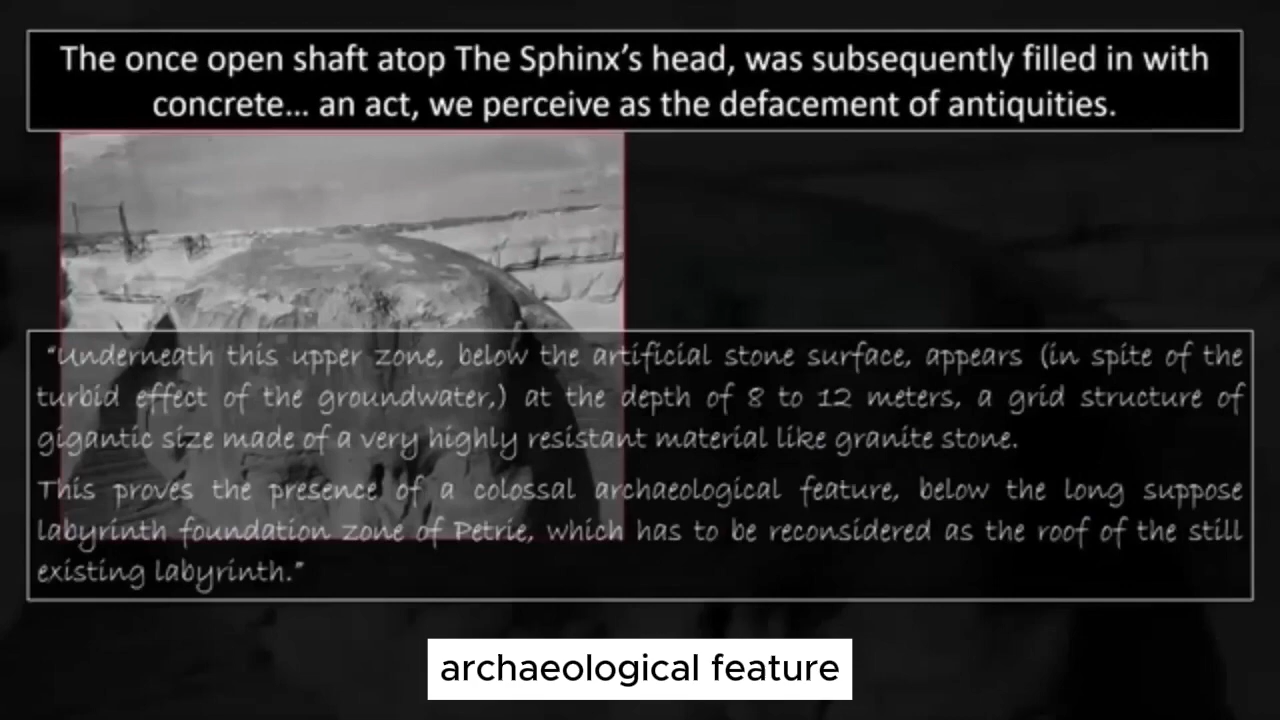 The once open shaft atop The Sphinx’s head, was subsequently filled in with
concrete... an act, we perceive as the defacement of antiquities.
“Underneath this upper zone, below the artificial stone surface, appears (in spite of the
turbid effect of the groundwater,) at the depth of 8 to 12 meters, a grid structure of
gigantic size made of a very highly resistant material like granite stone.
This proves the presence of a colossal archaeological feature, below the long suppose
labyrinth foundation zone of Petrie, which has to be reconsidered as the roof of the still
existing labyrinth.”
archaeological feature